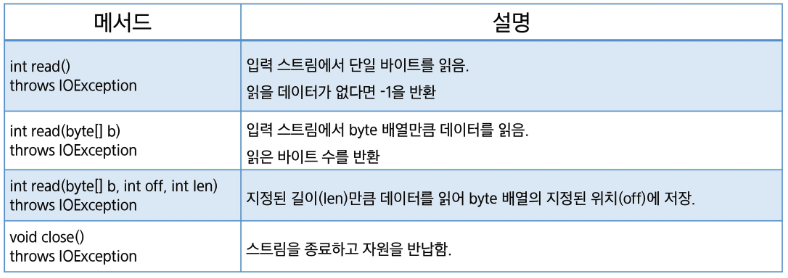 메서드
설명
int read()
throws IOException
입력 스트림에서 단일 바이트를 읽음.
읽을 데이터가 없다면 -1을 반환
int read(byte[] b)
throws IOException
입력 스트림에서 byte 배열만큼 데이터를 읽음.
읽은 바이트 수를 반환
int read(byte[] b, int off, int len)
throws IOException
지정된 길이(len)만큼 데이터를 읽어 byte 배열의 지정된 위치(off)에 저장.
void close()
throws IOException
스트림을 종료하고 자원을 반납함.